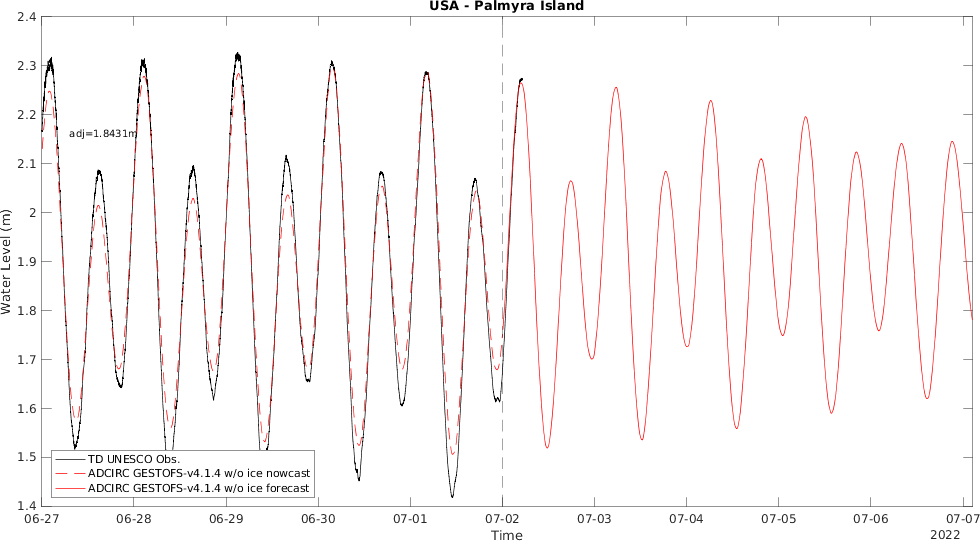 USA - Palmyra Island
2.4
2.3
2.2
2.1
2
1.9
1.8
1.7
1.6
1.5
1.4
Water Level (m)
adj=1.8431m
TD UNESCO Obs.
ADCIRC GESTOFS-v4.1.4 w/o ice nowcast
ADCIRC GESTOFS-v4.1.4 w/o ice forecast
06-27 06-28 06-29 06-30 07-01 07-02 07-03 07-04 07-05 07-06 07-07
Time
2022